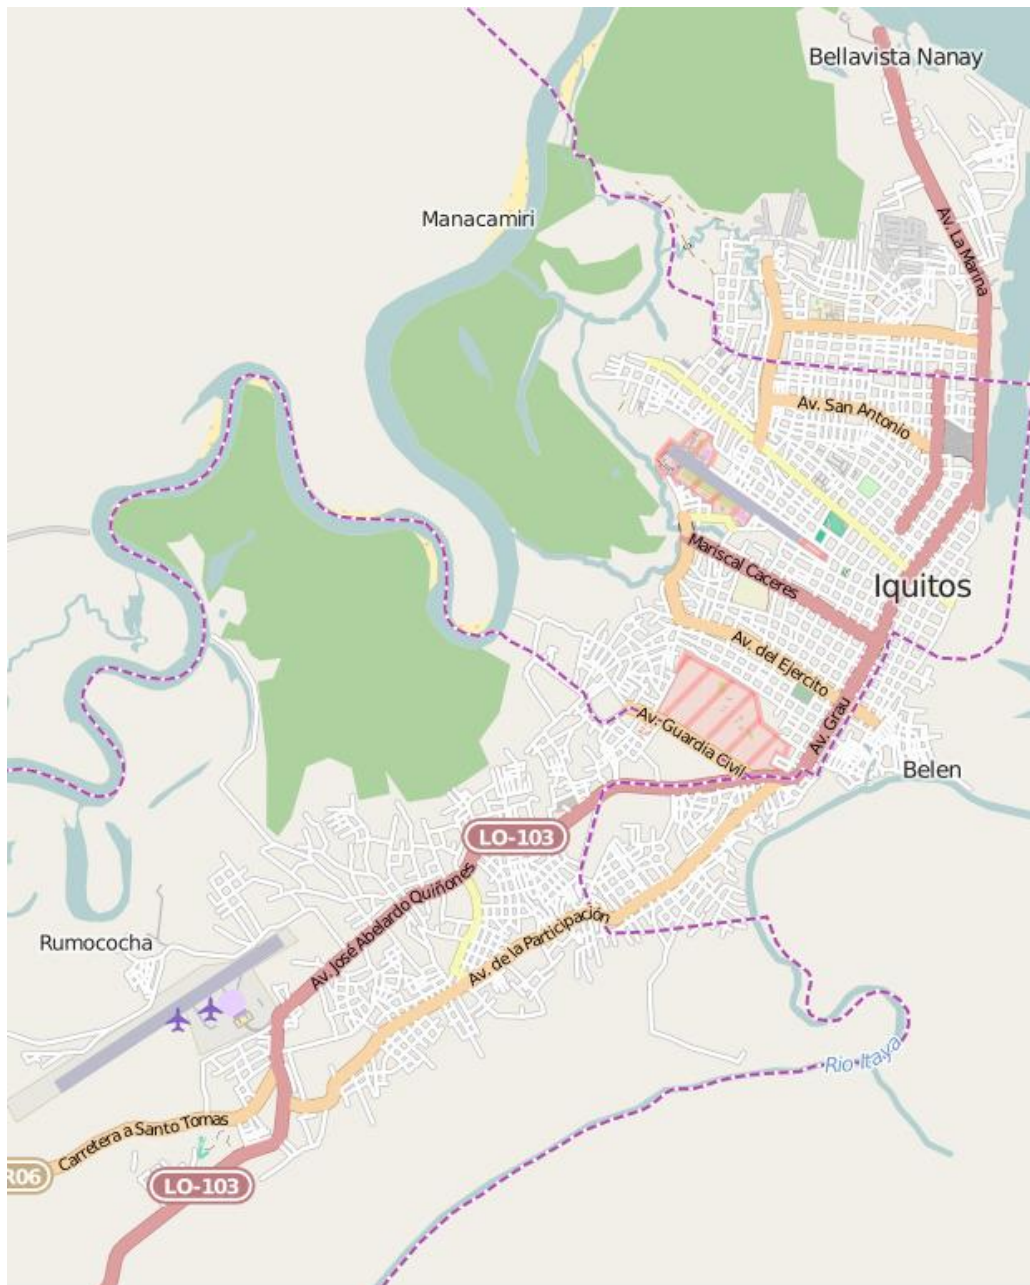 Bellavista Nanay
Manacamiri
Av. La Marina
Av. San Antonio
Mariscal Caceres
Iquitos
Av. del Ejercito
Av. Guardia Civil
Av. Grau
Belen
LO-103
Av. José Abelardo Quiñones
Av. de la Participación
Rumococha
Rio Itaya
Carretera a Santo Tomas
R06
LO-103